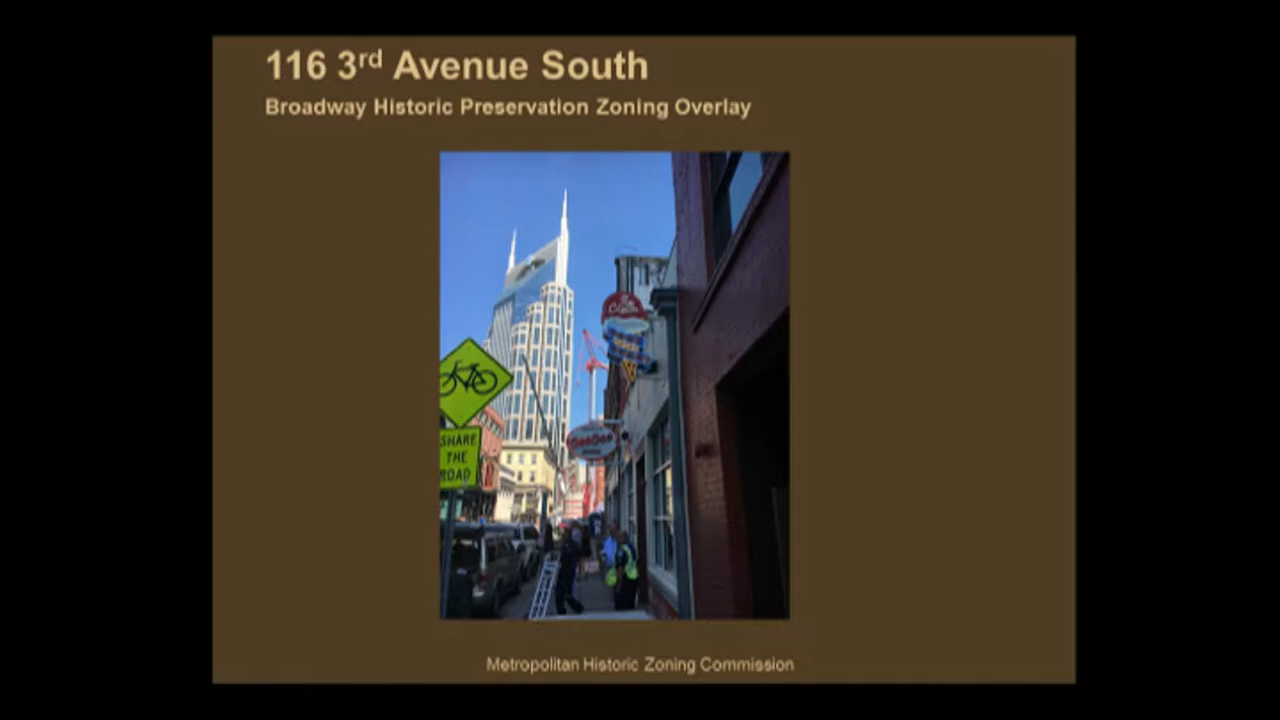 116 3rd Avenue South
Broadway Historic Preservation Zoning Overlay
SHARE
THE
ROAD
Metropolitan Historic Zoning Commission